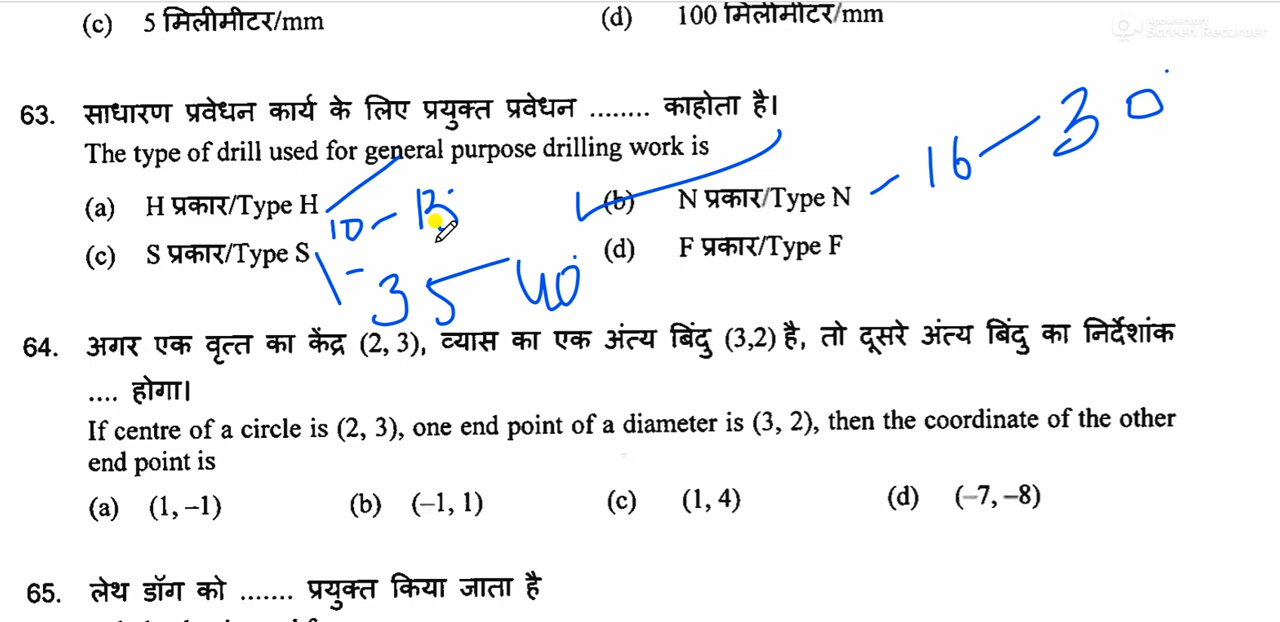 (c) 5 मिलीमीटर/mm (d) 100 मिलीमीटर/mm
Apowersoft
Screen Recorder
63. साधारण प्रवेधन कार्य के लिए प्रयुक्त प्रवेधन ........ काहोता है।
The type of drill used for general purpose drilling work is
(a) H प्रकार/Type H (b) N प्रकार/Type N - 16 - 30°
10 - 15°
(c) S प्रकार/Type S (d) F प्रकार/Type F
- 35 - 40°
64. अगर एक वृत्त का केंद्र (2, 3), व्यास का एक अंत्य बिंदु (3,2) है, तो दूसरे अंत्य बिंदु का निर्देशांक
.... होगा।
If centre of a circle is (2, 3), one end point of a diameter is (3, 2), then the coordinate of the other
end point is
(a) (1, –1) (b) (–1, 1) (c) (1, 4) (d) (–7, –8)
65. लेथ डॉग को ....... प्रयुक्त किया जाता है